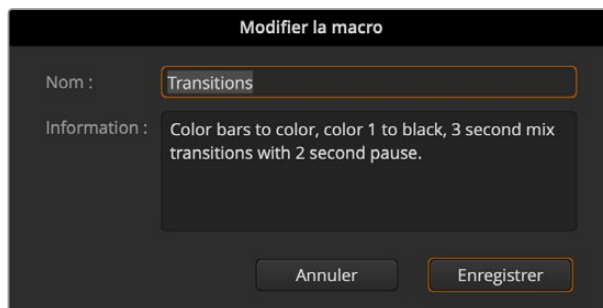 Modifier la macro
Nom :
Transitions
Information :
Color bars to color, color 1 to black, 3 second mix
transitions with 2 second pause.
Annuler
Enregistrer